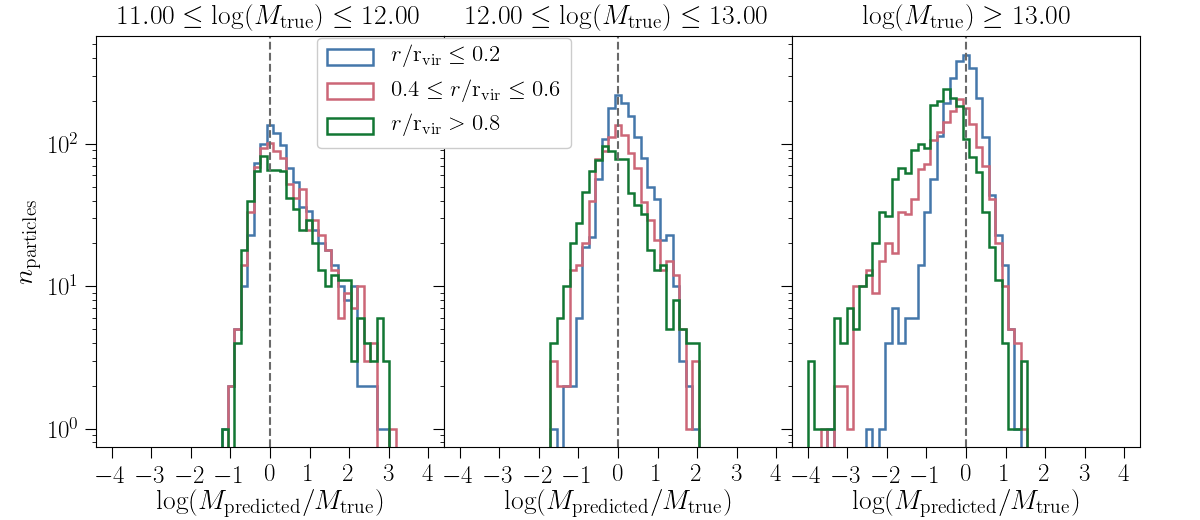 11.00 ≤ log(M_true) ≤ 12.00
12.00 ≤ log(M_true) ≤ 13.00
log(M_true) ≥ 13.00
r/r_vir ≤ 0.2
0.4 ≤ r/r_vir ≤ 0.6
r/r_vir > 0.8
n_particles
10^2
10^1
10^0
−4 −3 −2 −1 0 1 2 3 4
−4 −3 −2 −1 0 1 2 3 4
−4 −3 −2 −1 0 1 2 3 4
log(M_predicted/M_true)
log(M_predicted/M_true)
log(M_predicted/M_true)